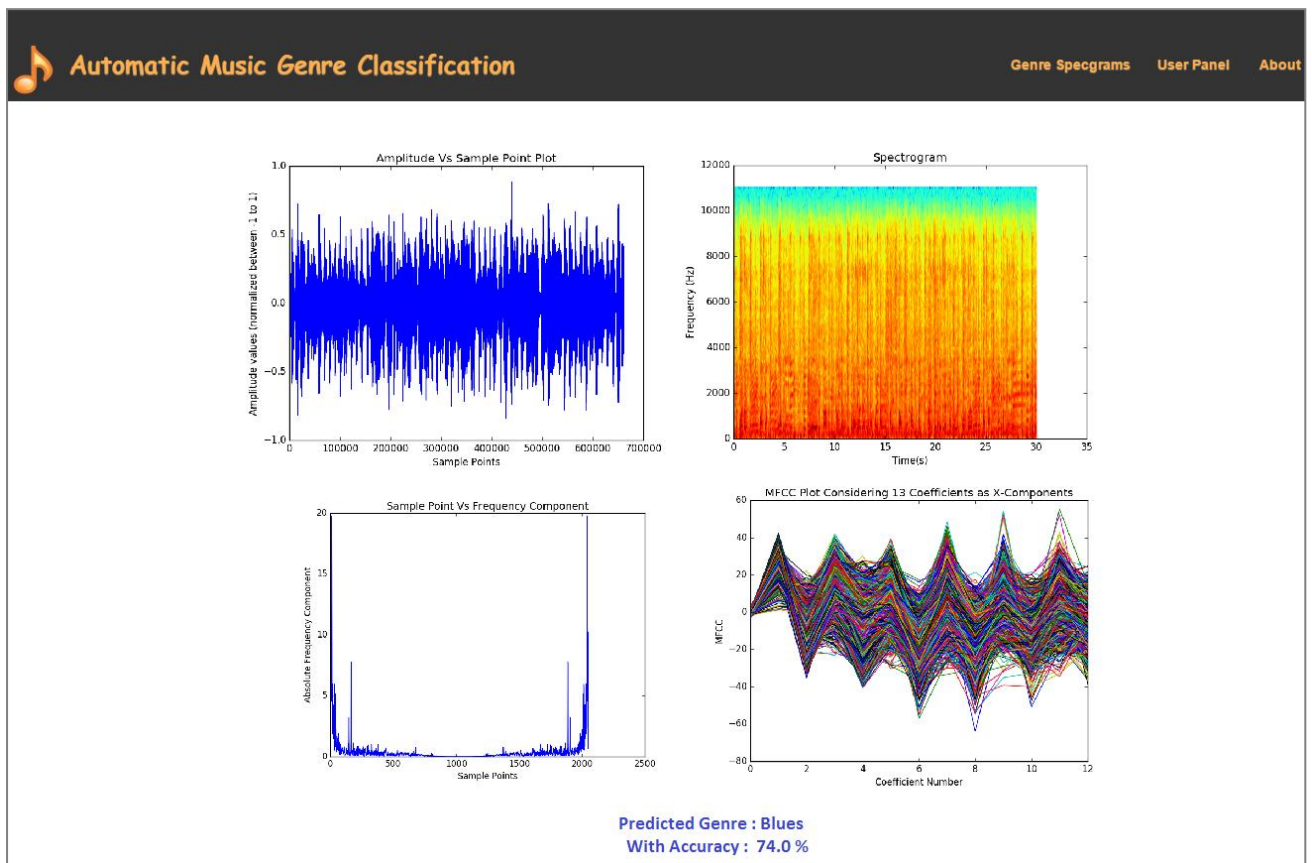 Automatic Music Genre Classification
Genre Specgrams
User Panel
About
Amplitude Vs Sample Point Plot
Amplitude values (normalized between 1 to 1)
1.0
0.5
0.0
−0.5
−1.0
0 100000 200000 300000 400000 500000 600000 700000
Sample Points
Spectrogram
Frequency (Hz)
12000
10000
8000
6000
4000
2000
0
0 5 10 15 20 25 30 35
Time(s)
Sample Point Vs Frequency Component
Absolute Frequency Component
20
15
10
5
0
0 500 1000 1500 2000 2500
Sample Points
MFCC Plot Considering 13 Coefficients as X-Components
MFCC
60
40
20
0
−20
−40
−60
−80
0 2 4 6 8 10 12
Coefficient Number
Predicted Genre : Blues
With Accuracy : 74.0 %